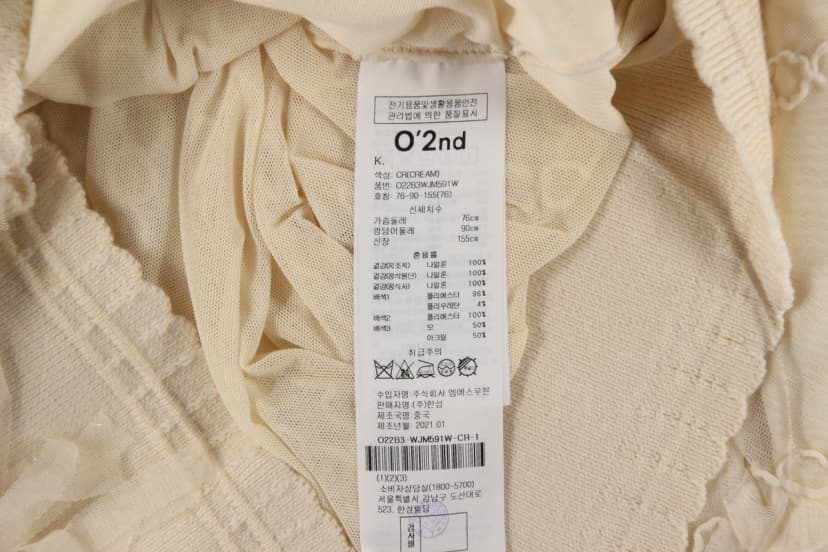 전기용품및생활용품안전
관리법에 의한 품질표시
O'2nd
K.
색상: CR(CREAM)
품번: O22B3WJM591W
호칭: 76-90-155(76)
신체치수
가슴둘레 76cm
엉덩이둘레 90cm
신장 155cm
혼용률
겉감(지조직) 나일론 100%
겉감(장식원단) 나일론 100%
겉감(장식사) 나일론 100%
배색1 폴리에스터 96%
폴리우레탄 4%
배색2 폴리에스터 100%
배색3 모 50%
아크릴 50%
취급주의
수입자명:주식회사 엠에스우븐
판매자명:(주)한섬
제조국명:중국
제조년월:2021.01
O22B3-WJM591W-CR-1
(1)(2)(3)
소비자상담실(1800-5700)
서울특별시 강남구 도산대로
523, 한섬빌딩
검사필